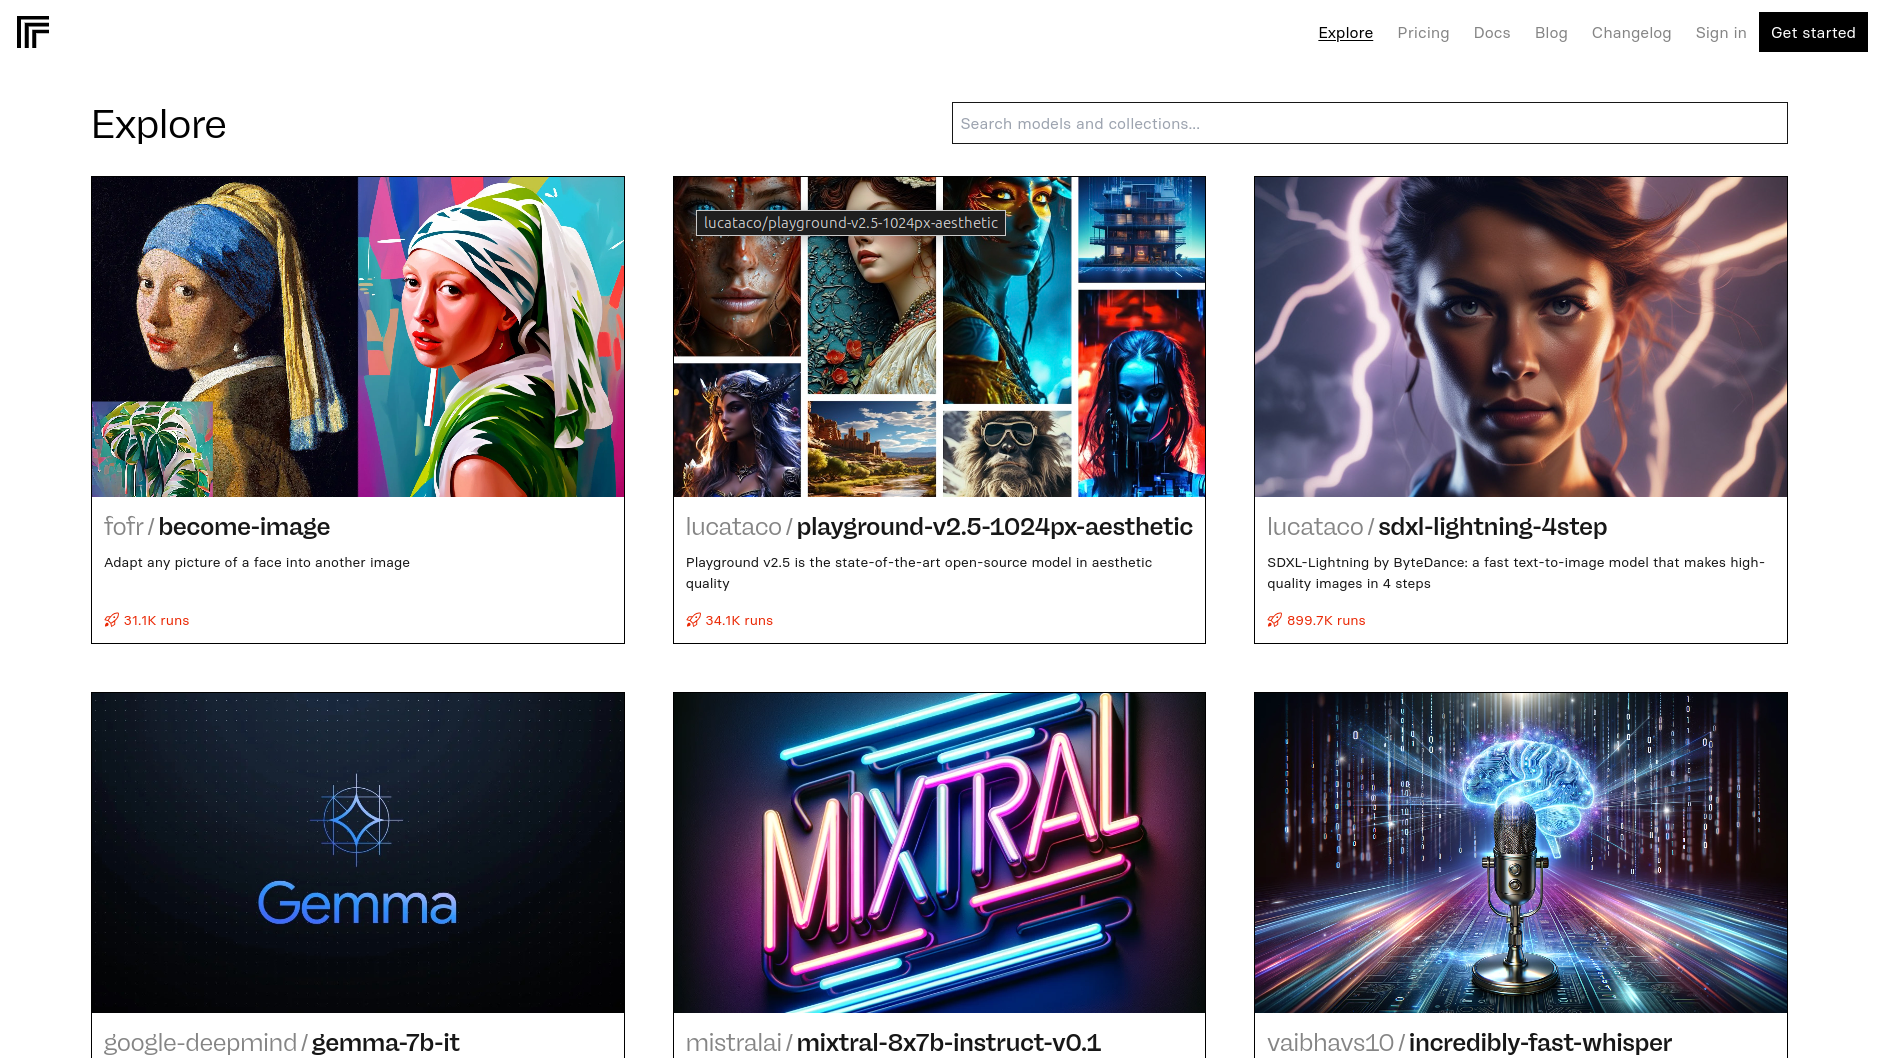 Explore
Pricing
Docs
Blog
Changelog
Sign in
Get started
Explore
Search models and collections...
lucataco/playground-v2.5-1024px-aesthetic
fofr / become-image
Adapt any picture of a face into another image
31.1K runs
lucataco / playground-v2.5-1024px-aesthetic
Playground v2.5 is the state-of-the-art open-source model in aesthetic
quality
34.1K runs
lucataco / sdxl-lightning-4step
SDXL-Lightning by ByteDance: a fast text-to-image model that makes high-
quality images in 4 steps
899.7K runs
Gemma
google-deepmind / gemma-7b-it
MIXTRAL
mistralai / mixtral-8x7b-instruct-v0.1
vaibhavs10 / incredibly-fast-whisper